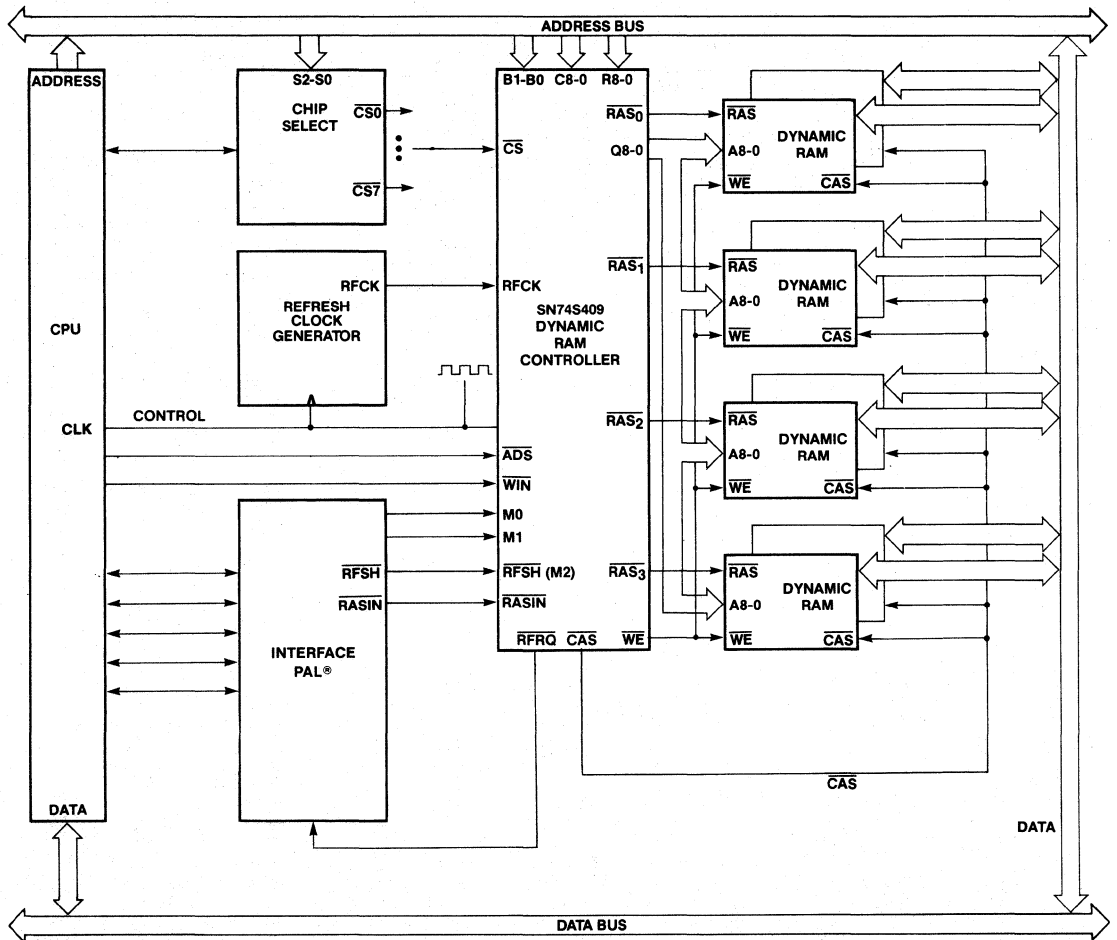 ADDRESS BUS
ADDRESS
CPU
CLK
CONTROL
DATA
S2-S0
CHIP
SELECT
CS0
CS7
RFCK
REFRESH
CLOCK
GENERATOR
RFSH
RASIN
INTERFACE
PAL®
B1-B0 C8-0 R8-0
CS
RFCK
SN74S409
DYNAMIC
RAM
CONTROLLER
ADS
WIN
M0
M1
RFSH (M2)
RASIN
RFRQ CAS WE
RAS0
Q8-0
RAS1
RAS2
RAS3
RAS
DYNAMIC
RAM
A8-0
WE CAS
RAS
DYNAMIC
RAM
A8-0
WE CAS
RAS
DYNAMIC
RAM
A8-0
WE CAS
RAS
DYNAMIC
RAM
A8-0
WE CAS
CAS
DATA
DATA BUS